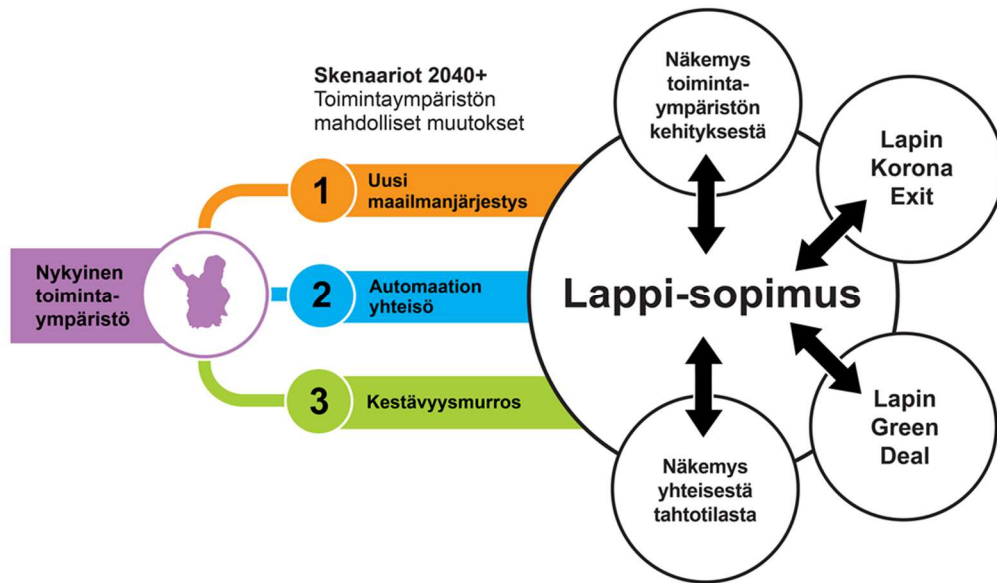 Skenaariot 2040+
Toimintaympäristön
mahdolliset muutokset
Nykyinen
toiminta-
ympäristö
1
Uusi
maailmanjärjestys
2
Automaation
yhteisö
3
Kestävyysmurros
Lappi-sopimus
Näkemys
toiminta-
ympäristön
kehityksestä
Lapin
Korona
Exit
Lapin
Green
Deal
Näkemys
yhteisestä
tahtotilasta